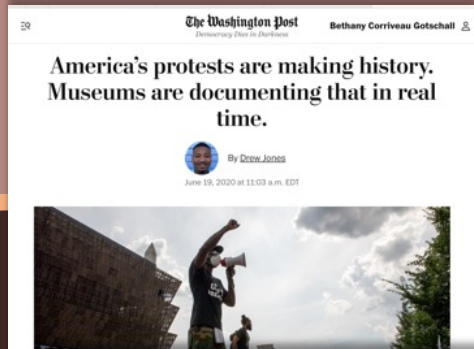 The Washington Post
Democracy Dies in Darkness
Bethany Corriveau Gotschall
America's protests are making history.
Museums are documenting that in real
time.
By Drew Jones
June 19, 2020 at 11:03 a.m. EDT